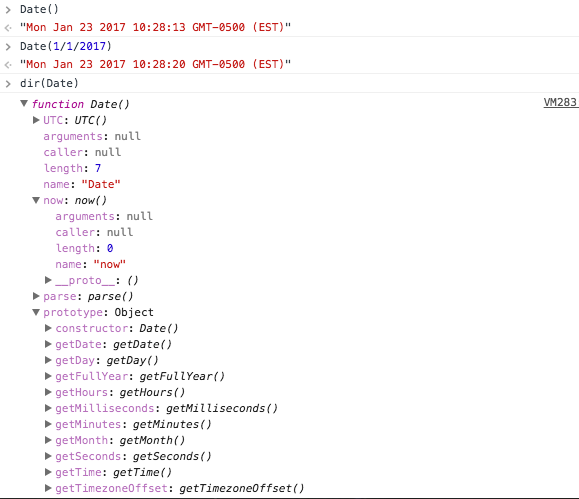 Date()
"Mon Jan 23 2017 10:28:13 GMT-0500 (EST)"
Date(1/1/2017)
"Mon Jan 23 2017 10:28:20 GMT-0500 (EST)"
dir(Date)
function Date() VM283
UTC: UTC()
arguments: null
caller: null
length: 7
name: "Date"
now: now()
arguments: null
caller: null
length: 0
name: "now"
__proto__: ()
parse: parse()
prototype: Object
constructor: Date()
getDate: getDate()
getDay: getDay()
getFullYear: getFullYear()
getHours: getHours()
getMilliseconds: getMilliseconds()
getMinutes: getMinutes()
getMonth: getMonth()
getSeconds: getSeconds()
getTime: getTime()
getTimezoneOffset: getTimezoneOffset()